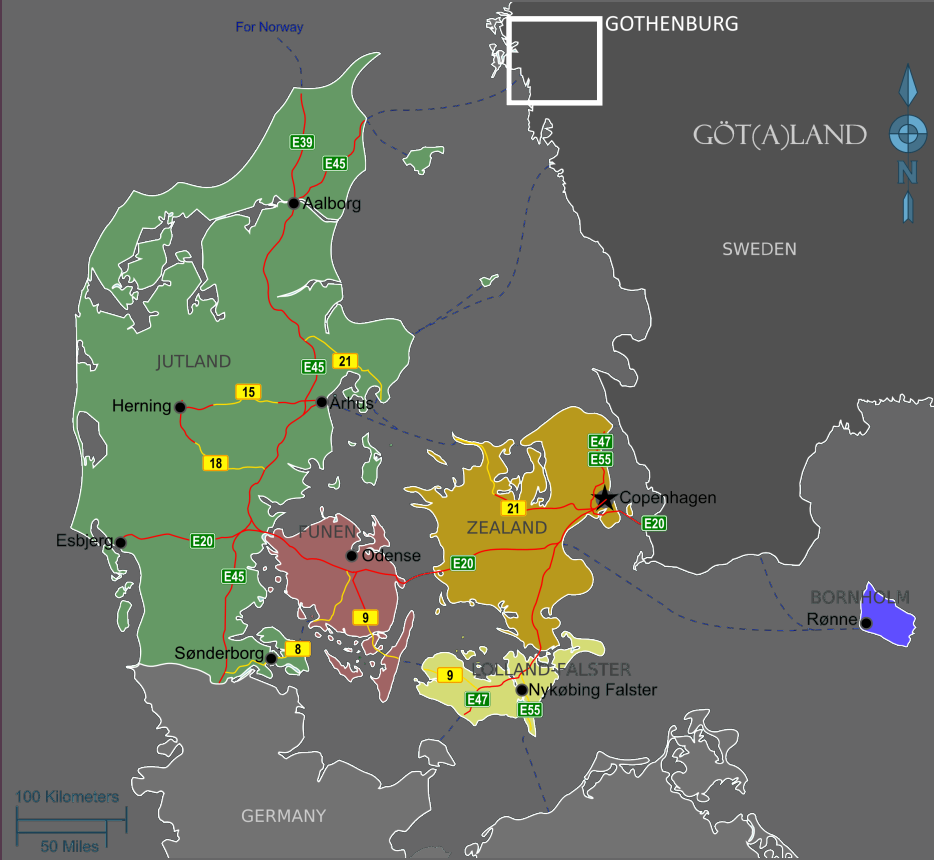 For Norway
GOTHENBURG
GÖT(A)LAND
E39
E45
N
Aalborg
SWEDEN
JUTLAND
21
E45
15
Herning
Arhus
E47
18
E55
Copenhagen
21
E20
FUNEN
ZEALAND
Esbjerg
E20
Odense
E20
E45
BORNHOLM
9
Rønne
8
Sønderborg
LOLLAND-FALSTER
9
Nykøbing Falster
E47
E55
100 Kilometers
GERMANY
50 Miles